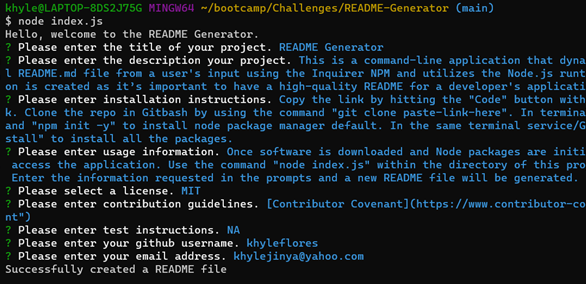 khyle@LAPTOP-8DS2J75G MINGW64 ~/bootcamp/Challenges/README-Generator (main)
$ node index.js
Hello, welcome to the README Generator.
? Please enter the title of your project. README Generator
? Please enter the description your project. This is a command-line application that dyna
l README.md file from a user's input using the Inquirer NPM and utilizes the Node.js runt
on is created as it's important to have a high-quality README for a developer's applicati
? Please enter installation instructions. Copy the link by hitting the "Code" button with
k. Clone the repo in Gitbash by using the command "git clone paste-link-here". In termina
and "npm init -y" to install node package manager default. In the same terminal service/G
stall" to install all the packages.
? Please enter usage information. Once software is downloaded and Node packages are initi
 access the application. Use the command "node index.js" within the directory of this pro
 Enter the information requested in the prompts and a new README file will be generated.
? Please select a license. MIT
? Please enter contribution guidelines. [Contributor Covenant](https://www.contributor-co
nt")
? Please enter test instructions. NA
? Please enter your github username. khyleflores
? Please enter your email address. khylejinya@yahoo.com
Successfully created a README file